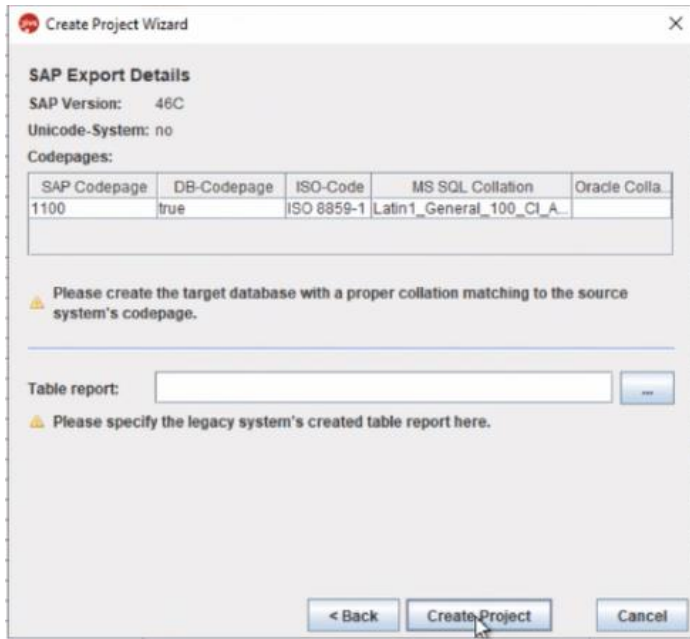 Create Project Wizard
SAP Export Details
SAP Version: 46C
Unicode-System: no
Codepages:
SAP Codepage DB-Codepage ISO-Code MS SQL Collation Oracle Colla...
1100 true ISO 8859-1 Latin1_General_100_CI_A...
Please create the target database with a proper collation matching to the source
system's codepage.
Table report: ...
Please specify the legacy system's created table report here.
< Back Create Project Cancel